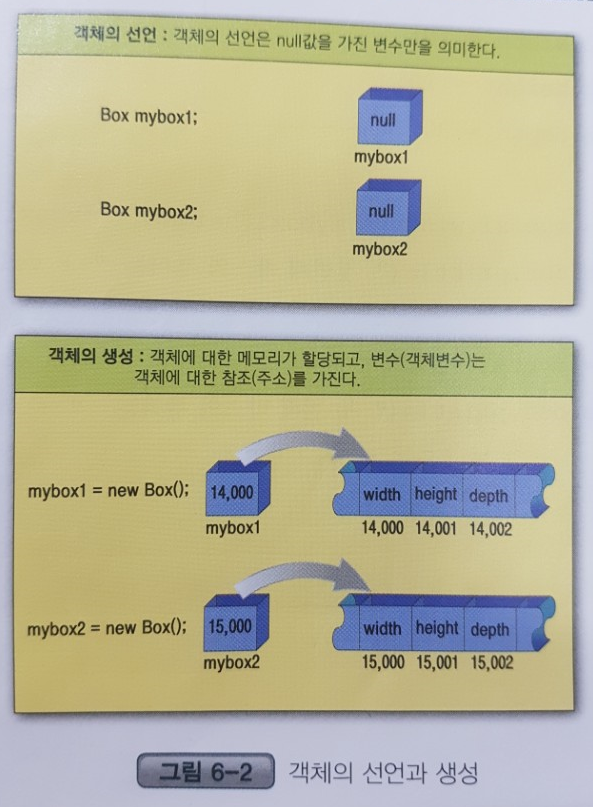 객체의 선언 : 객체의 선언은 null값을 가진 변수만을 의미한다.
Box mybox1;
null
mybox1
Box mybox2;
null
mybox2
객체의 생성 : 객체에 대한 메모리가 할당되고, 변수(객체변수)는
객체에 대한 참조(주소)를 가진다.
mybox1 = new Box();
14,000
width height depth
mybox1
14,000 14,001 14,002
mybox2 = new Box();
15,000
width height depth
mybox2
15,000 15,001 15,002
그림 6-2 객체의 선언과 생성